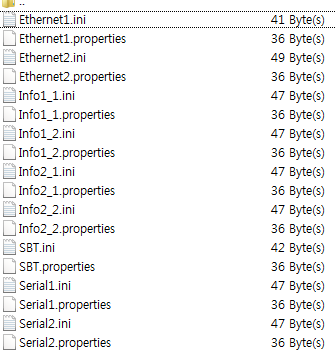 ..
Ethernet1.ini 41 Byte(s)
Ethernet1.properties 36 Byte(s)
Ethernet2.ini 49 Byte(s)
Ethernet2.properties 36 Byte(s)
Info1_1.ini 47 Byte(s)
Info1_1.properties 36 Byte(s)
Info1_2.ini 47 Byte(s)
Info1_2.properties 36 Byte(s)
Info2_1.ini 47 Byte(s)
Info2_1.properties 36 Byte(s)
Info2_2.ini 47 Byte(s)
Info2_2.properties 36 Byte(s)
SBT.ini 42 Byte(s)
SBT.properties 36 Byte(s)
Serial1.ini 47 Byte(s)
Serial1.properties 36 Byte(s)
Serial2.ini 47 Byte(s)
Serial2.properties 36 Byte(s)